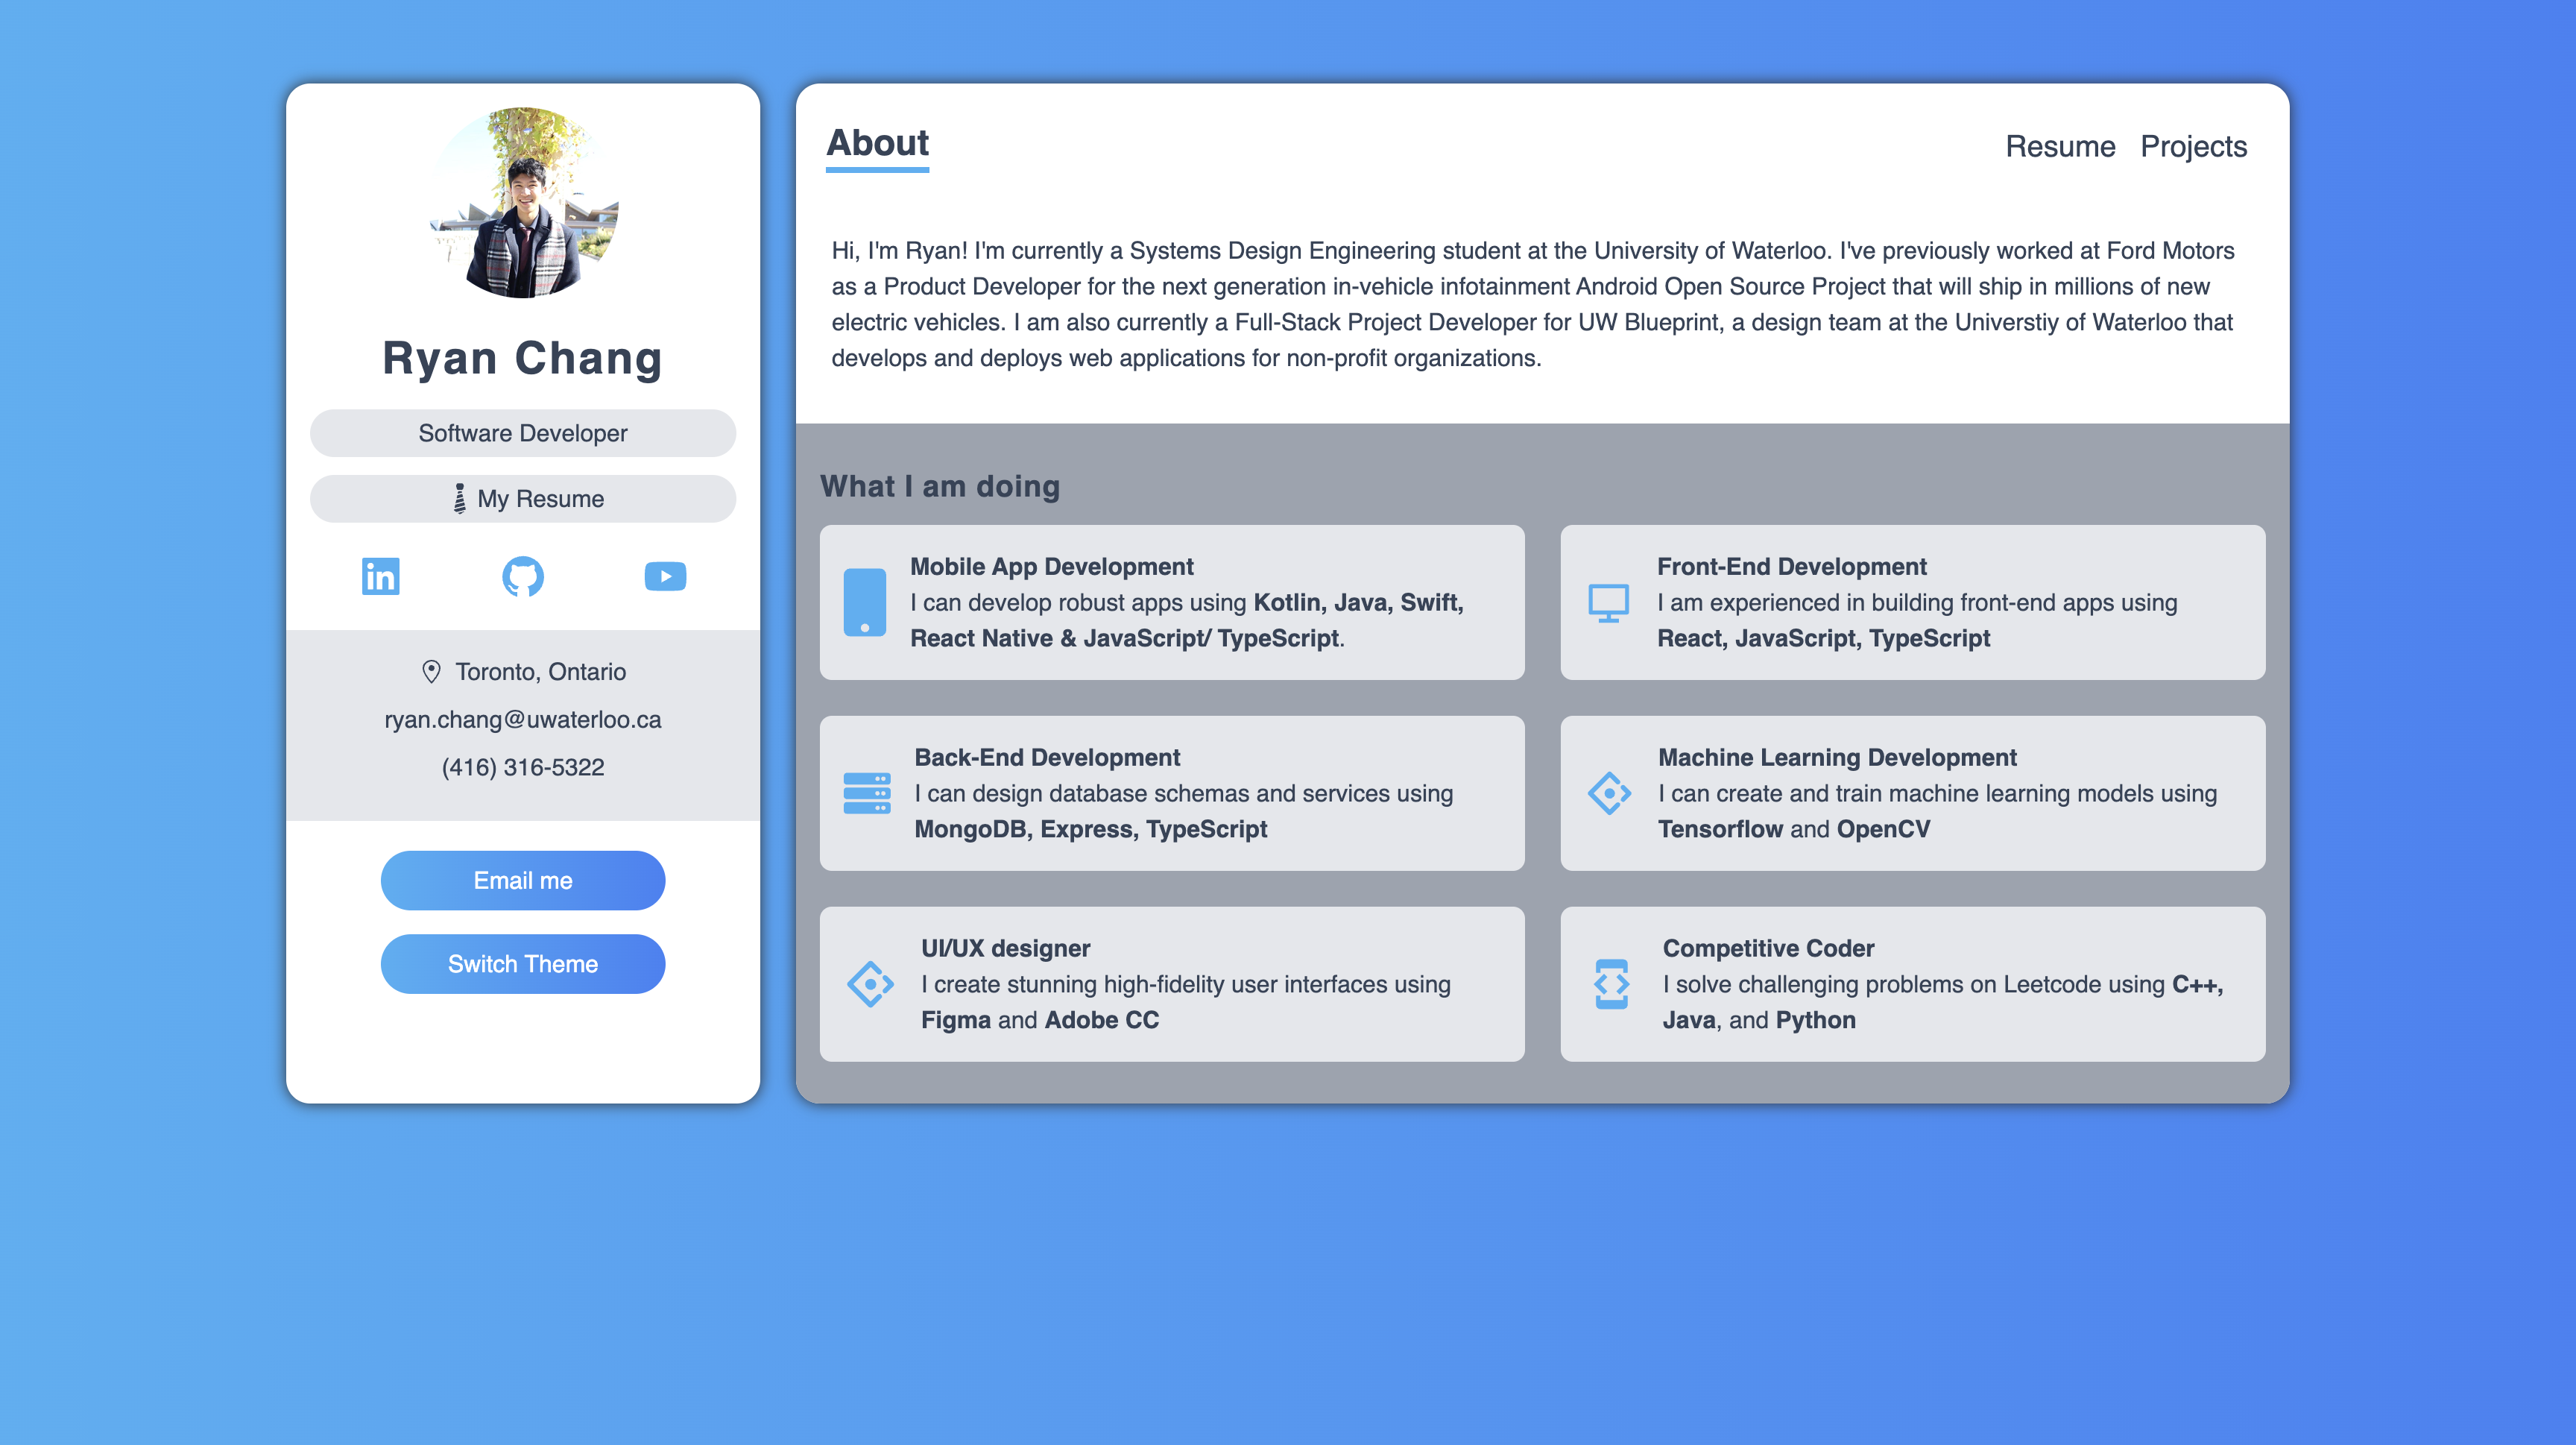 Ryan Chang
Software Developer
My Resume
in
Toronto, Ontario
ryan.chang@uwaterloo.ca
(416) 316-5322
Email me
Switch Theme
About
Resume
Projects
Hi, I'm Ryan! I'm currently a Systems Design Engineering student at the University of Waterloo. I've previously worked at Ford Motors
as a Product Developer for the next generation in-vehicle infotainment Android Open Source Project that will ship in millions of new
electric vehicles. I am also currently a Full-Stack Project Developer for UW Blueprint, a design team at the Universtiy of Waterloo that
develops and deploys web applications for non-profit organizations.
What I am doing
Mobile App Development
I can develop robust apps using Kotlin, Java, Swift,
React Native & JavaScript/ TypeScript.
Front-End Development
I am experienced in building front-end apps using
React, JavaScript, TypeScript
Back-End Development
I can design database schemas and services using
MongoDB, Express, TypeScript
Machine Learning Development
I can create and train machine learning models using
Tensorflow and OpenCV
UI/UX designer
I create stunning high-fidelity user interfaces using
Figma and Adobe CC
Competitive Coder
I solve challenging problems on Leetcode using C++,
Java, and Python